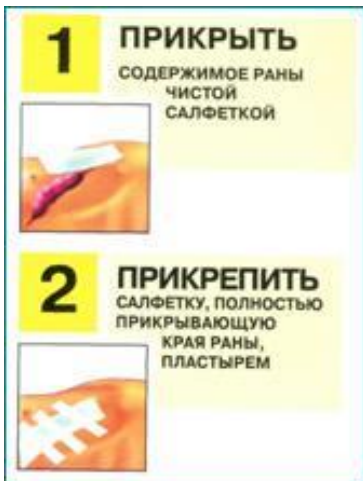 1
ПРИКРЫТЬ
СОДЕРЖИМОЕ РАНЫ
ЧИСТОЙ
САЛФЕТКОЙ
2
ПРИКРЕПИТЬ
САЛФЕТКУ, ПОЛНОСТЬЮ
ПРИКРЫВАЮЩУЮ
КРАЯ РАНЫ,
ПЛАСТЫРЕМ